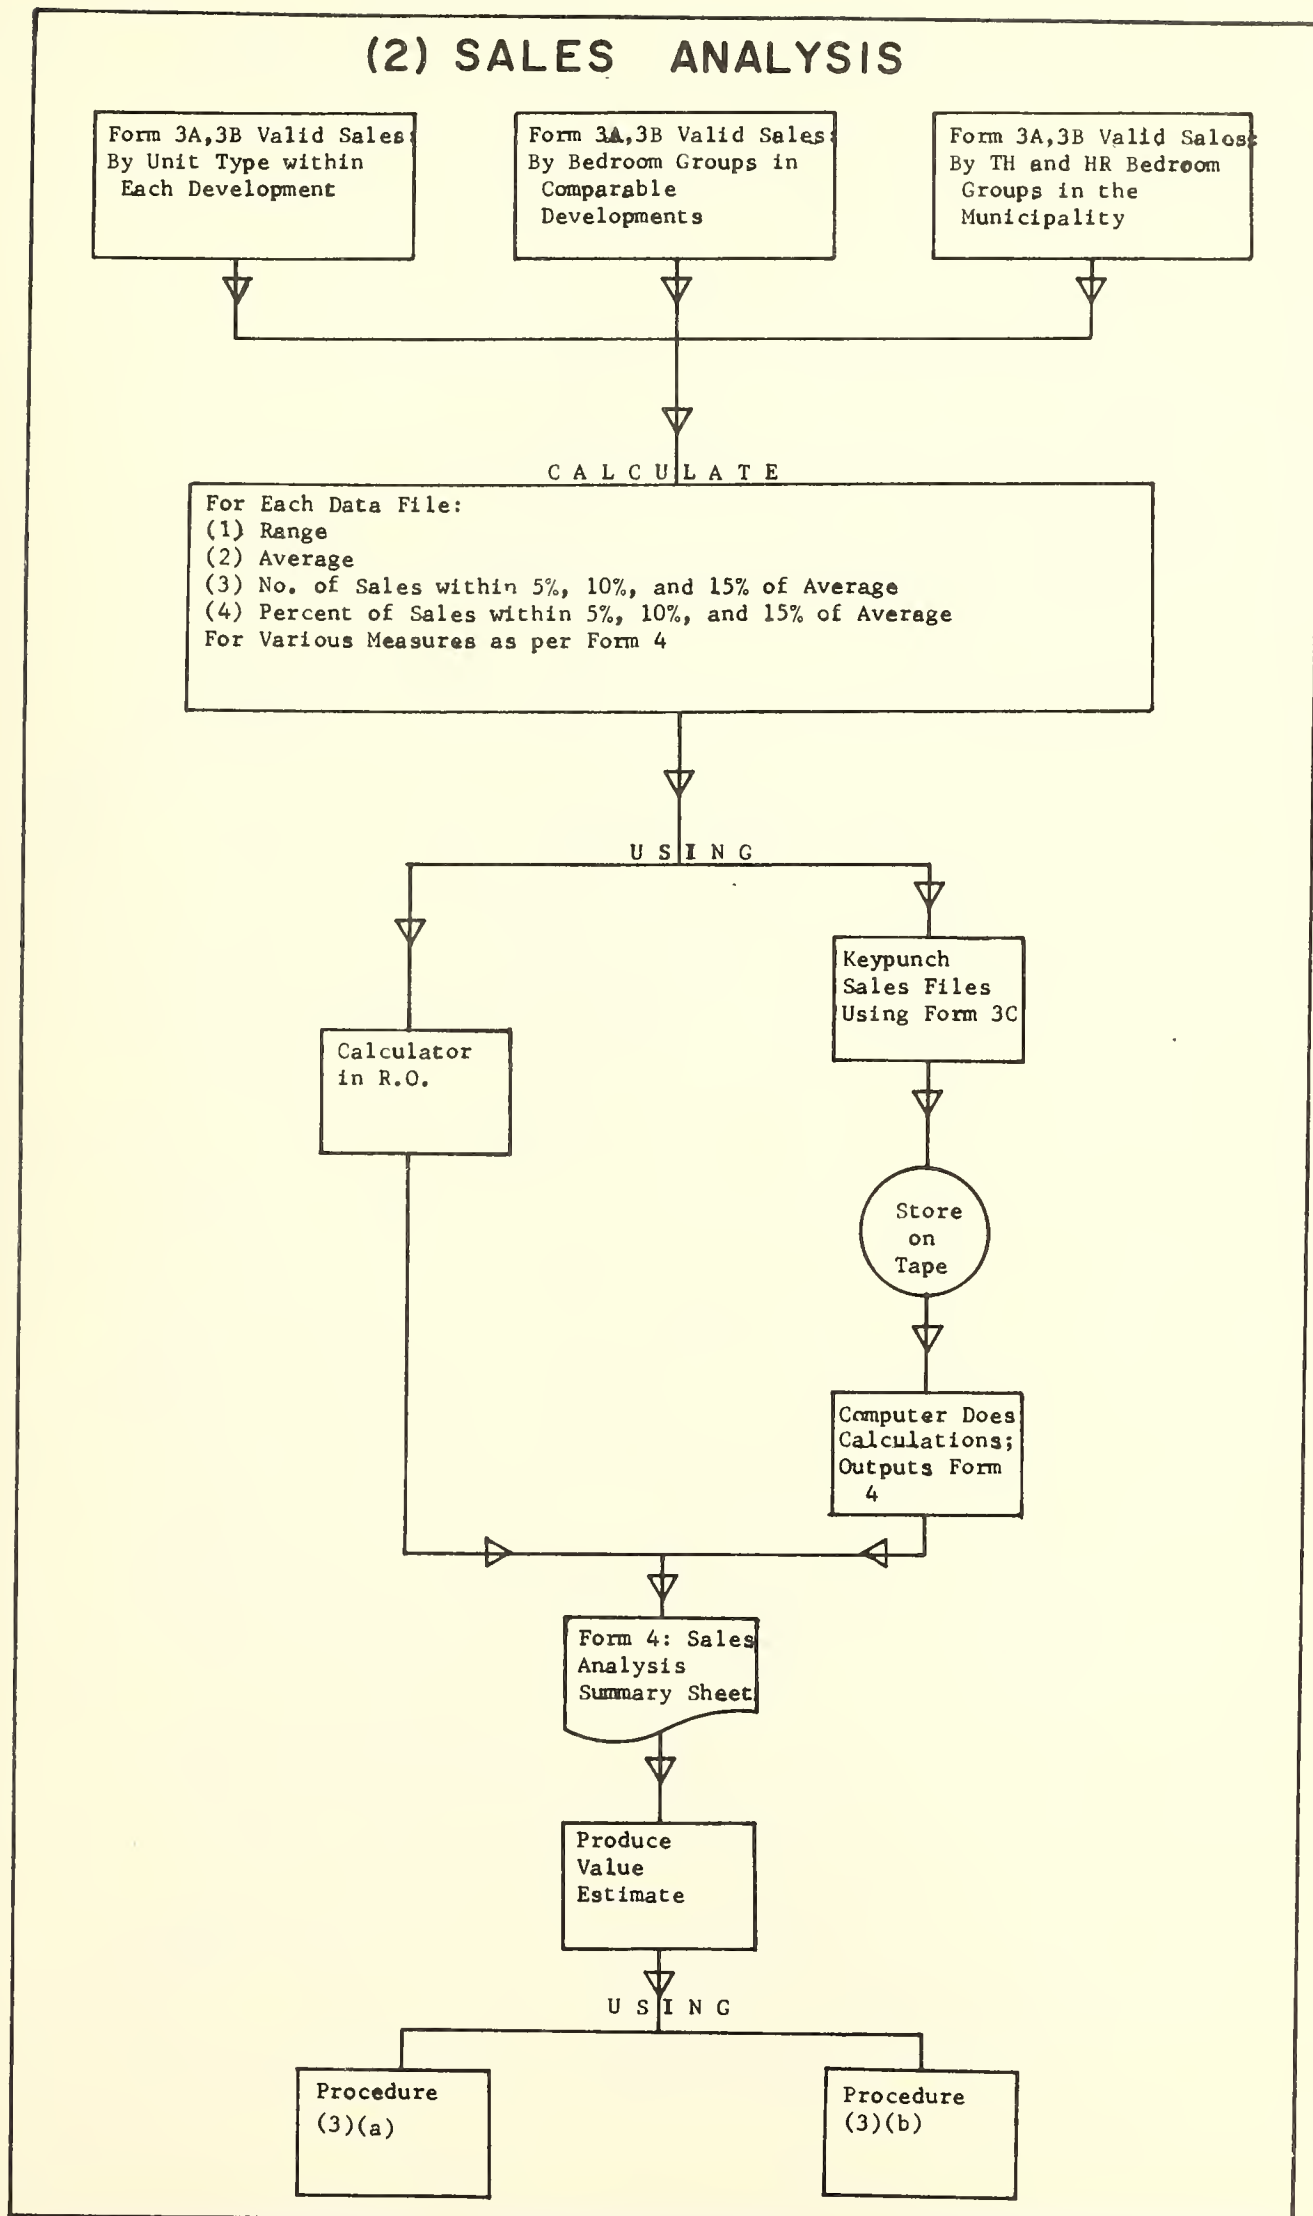 (2) SALES ANALYSIS
Form 3A,3B Valid Sales:
By Unit Type within
Each Development
Form 3A,3B Valid Sales:
By Bedroom Groups in
Comparable
Developments
Form 3A,3B Valid Sales:
By TH and HR Bedroom
Groups in the
Municipality
CALCULATE
For Each Data File:
(1) Range
(2) Average
(3) No. of Sales within 5%, 10%, and 15% of Average
(4) Percent of Sales within 5%, 10%, and 15% of Average
For Various Measures as per Form 4
USING
Calculator
in R.O.
Keypunch
Sales Files
Using Form 3C
Store
on
Tape
Computer Does
Calculations;
Outputs Form
4
Form 4: Sales
Analysis
Summary Sheet
Produce
Value
Estimate
USING
Procedure
(3)(a)
Procedure
(3)(b)